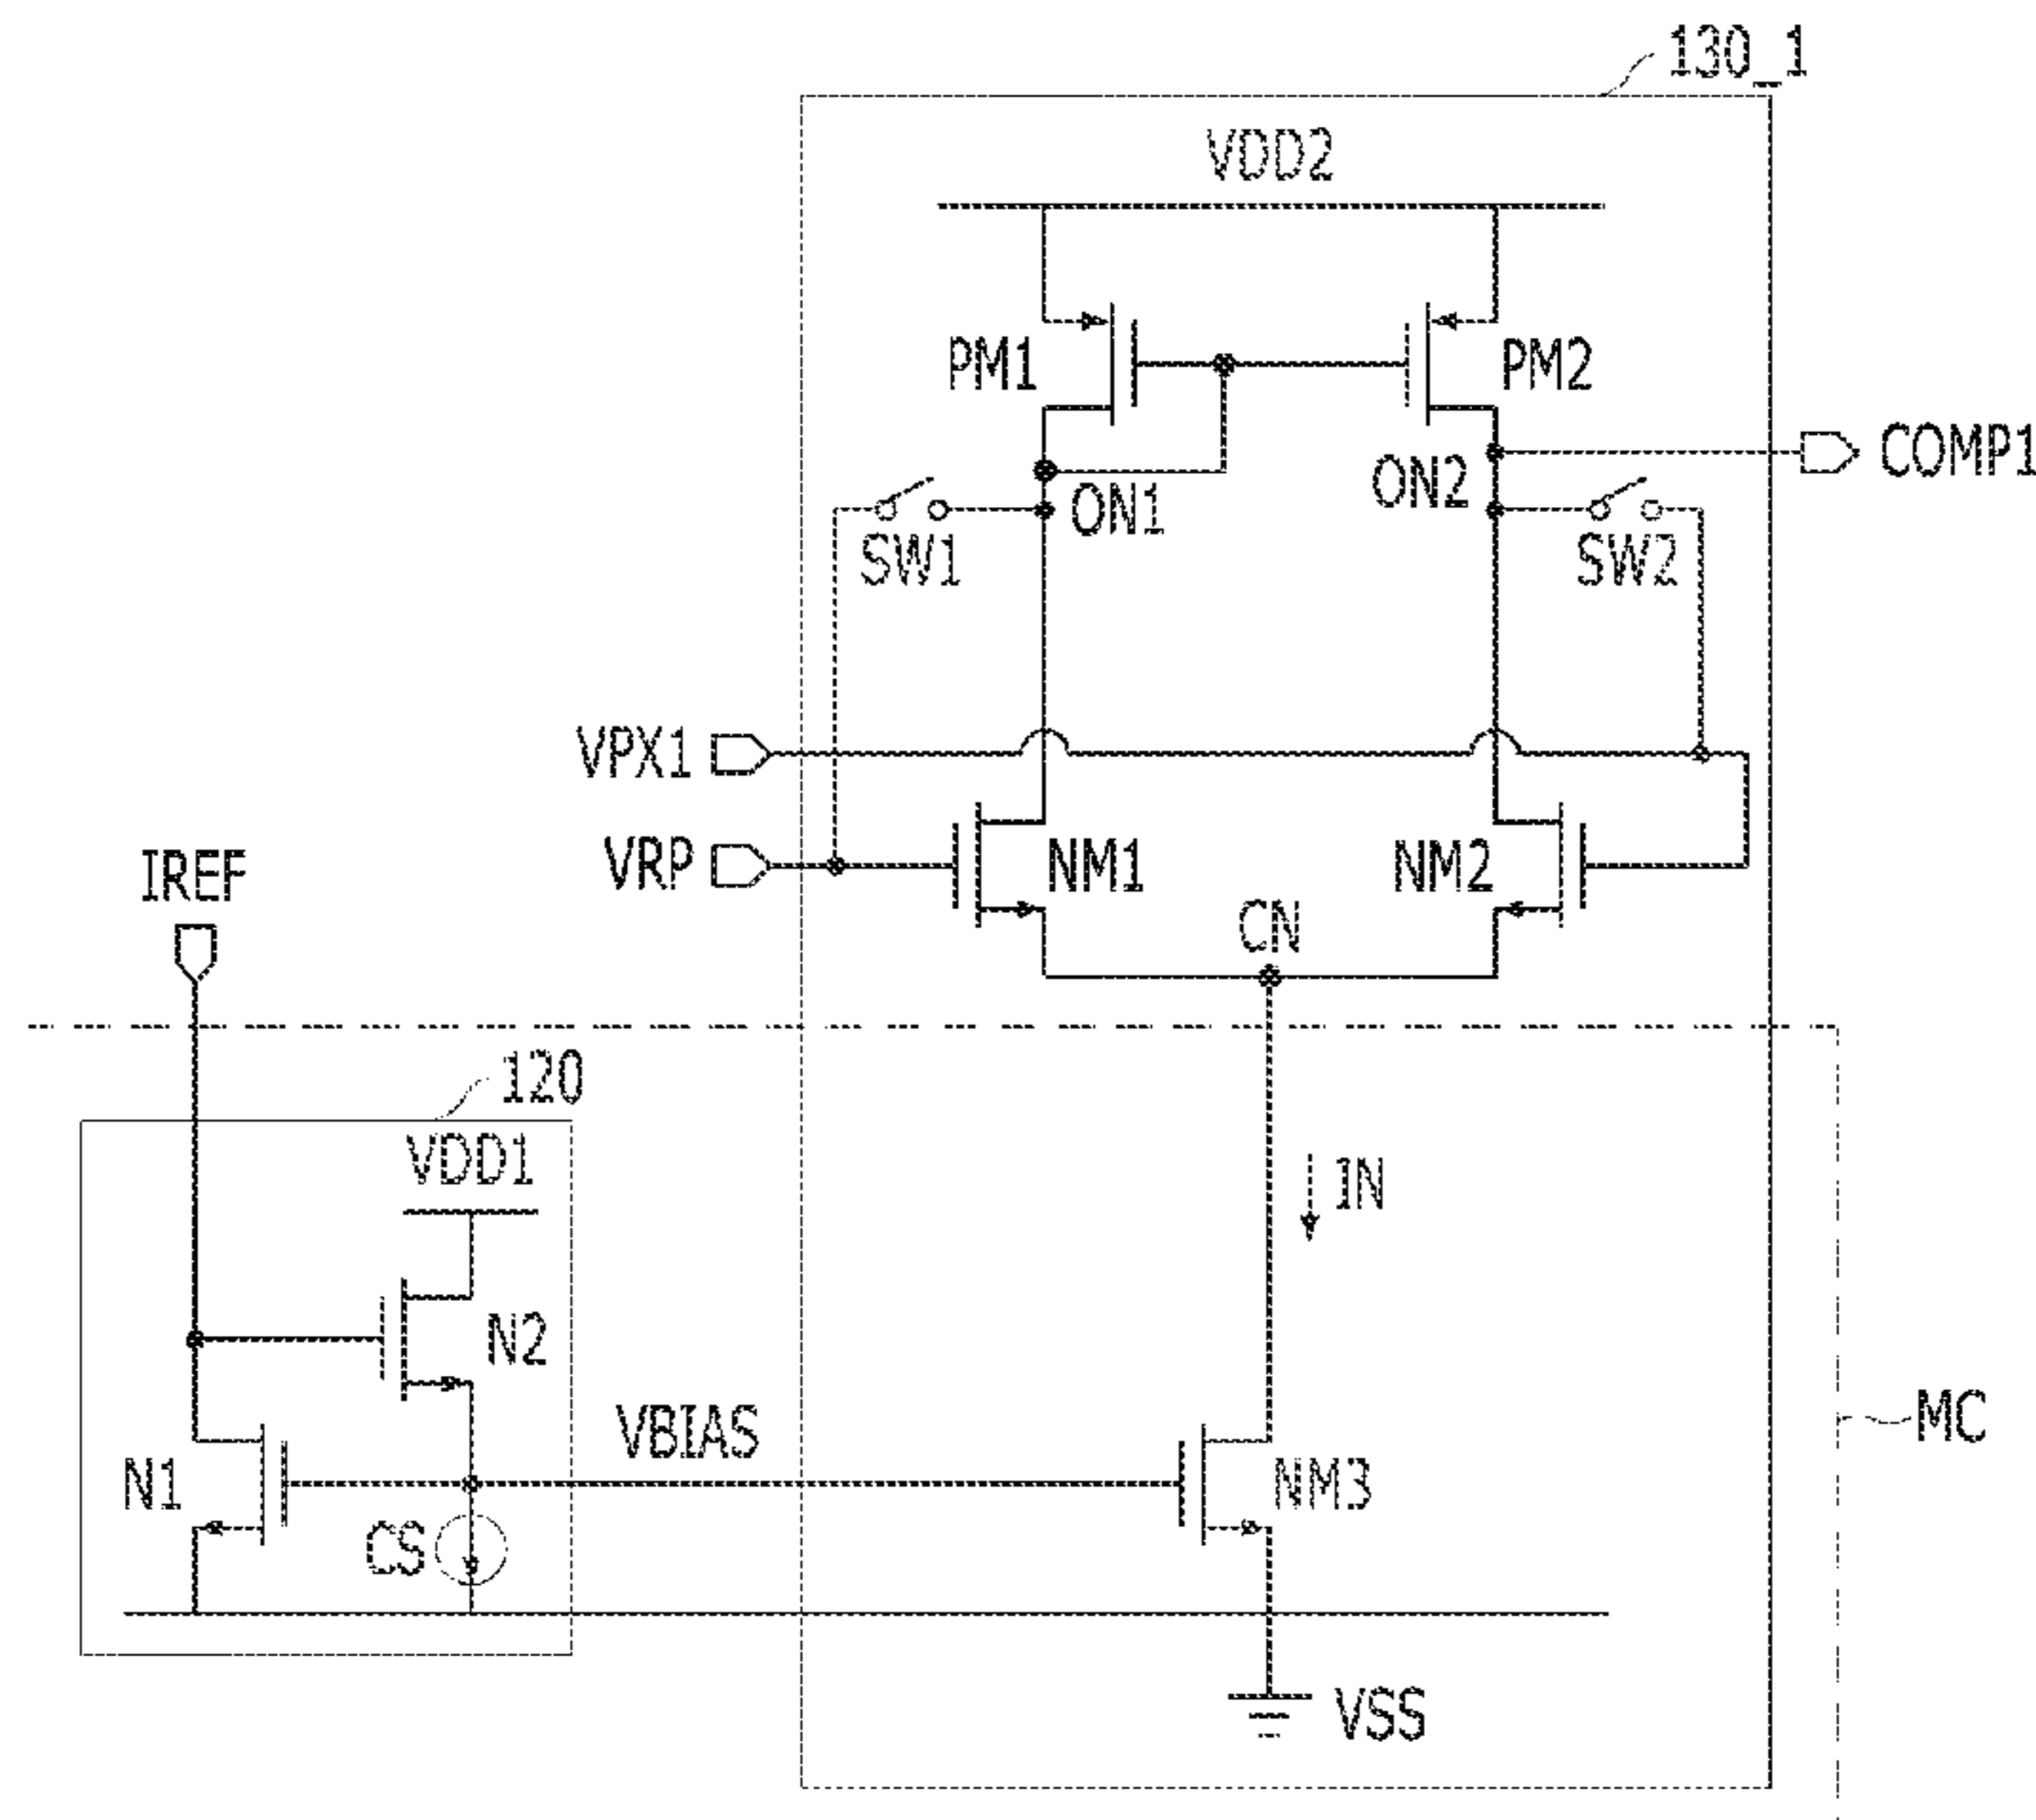 130_1
VDD2
PM1
PM2
COMP1
ON1
ON2
SW1
SW2
VPX1
VRP
NM1
NM2
IREF
CN
120
VDD1
IN
N2
VBIAS
MC
N1
NM3
CS
VSS